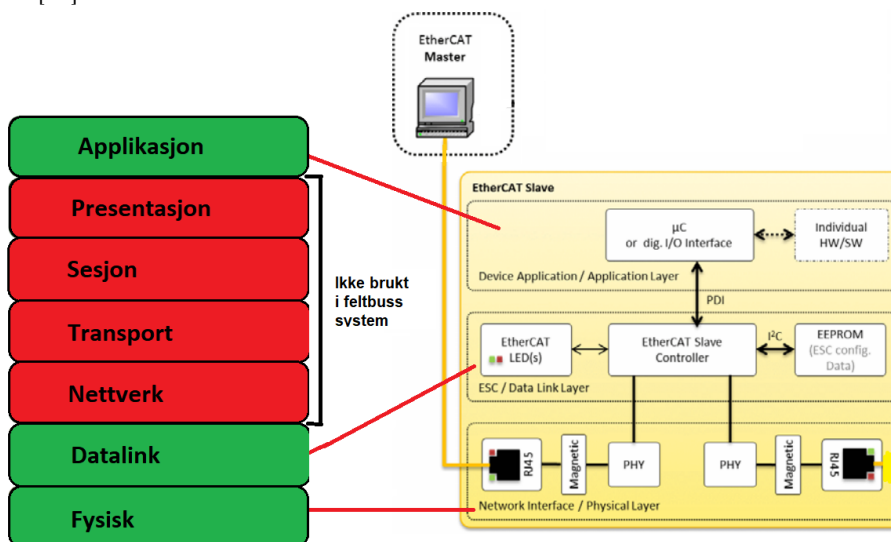 EtherCAT
Master
Applikasjon
Presentasjon
Sesjon
Transport
Nettverk
Datalink
Fysisk
Ikke brukt
i feltbuss
system
EtherCAT Slave
µC
or dig. I/O Interface
Individual
HW/SW
Device Application / Application Layer
PDI
EtherCAT
LED(s)
EtherCAT Slave
Controller
I²C
EEPROM
(ESC config.
Data)
ESC / Data Link Layer
RJ45
Magnetic
PHY
PHY
Magnetic
RJ45
Network Interface / Physical Layer